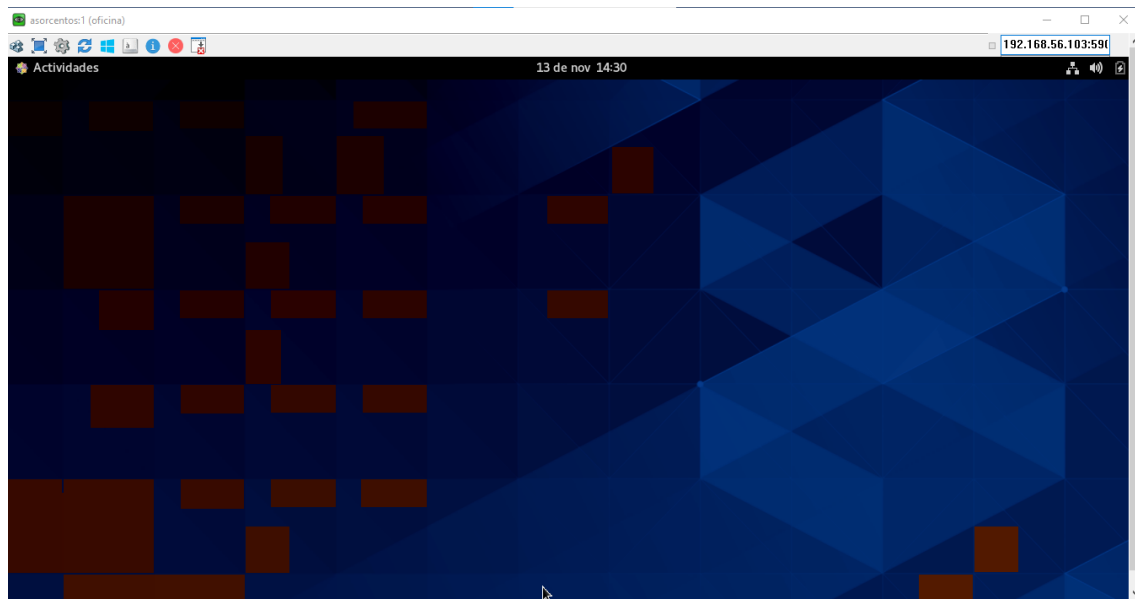 asorcentos:1 (oficina)
192.168.56.103:590
Actividades
13 de nov 14:30